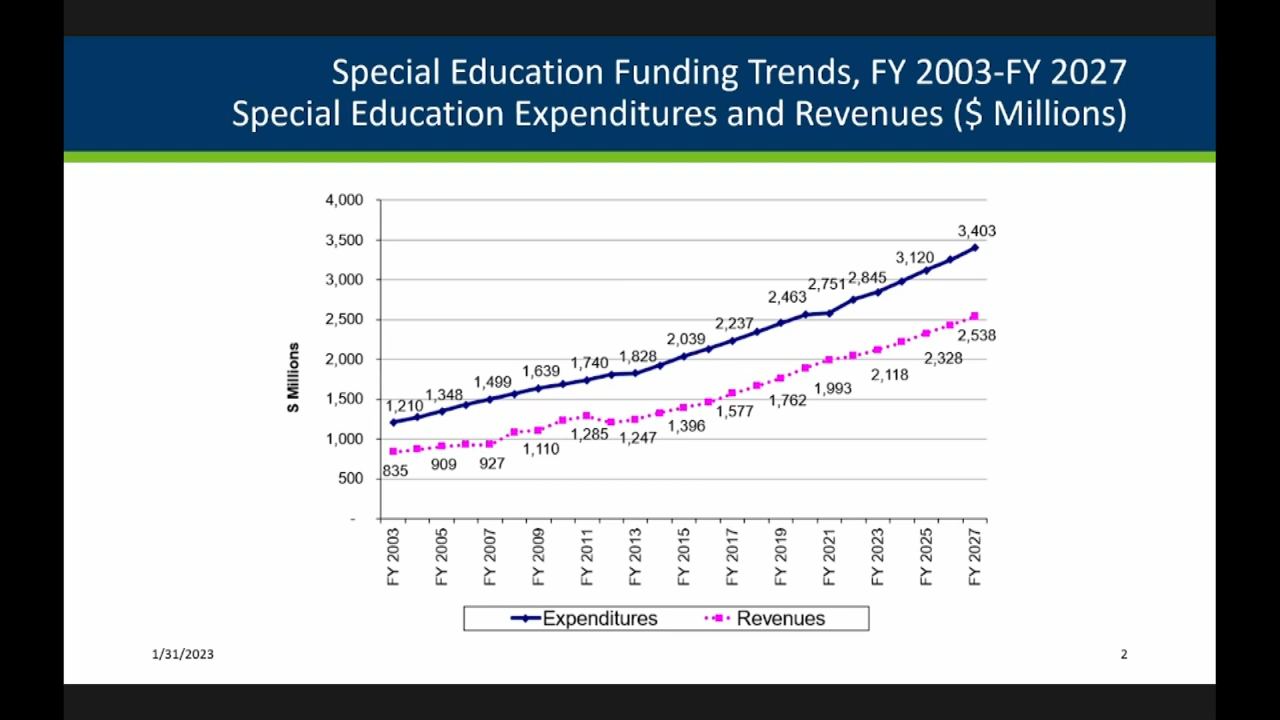 Special Education Funding Trends, FY 2003-FY 2027
Special Education Expenditures and Revenues ($ Millions)
4,000
3,500
3,000
2,500
2,000
1,500
1,000
500
-
$ Millions
1,210
1,348
1,499
1,639
1,740
1,828
2,039
2,237
2,463
2,751
2,845
3,120
3,403
835
909
927
1,110
1,285
1,247
1,396
1,577
1,762
1,993
2,118
2,328
2,538
FY 2003
FY 2005
FY 2007
FY 2009
FY 2011
FY 2013
FY 2015
FY 2017
FY 2019
FY 2021
FY 2023
FY 2025
FY 2027
Expenditures
Revenues
1/31/2023
2